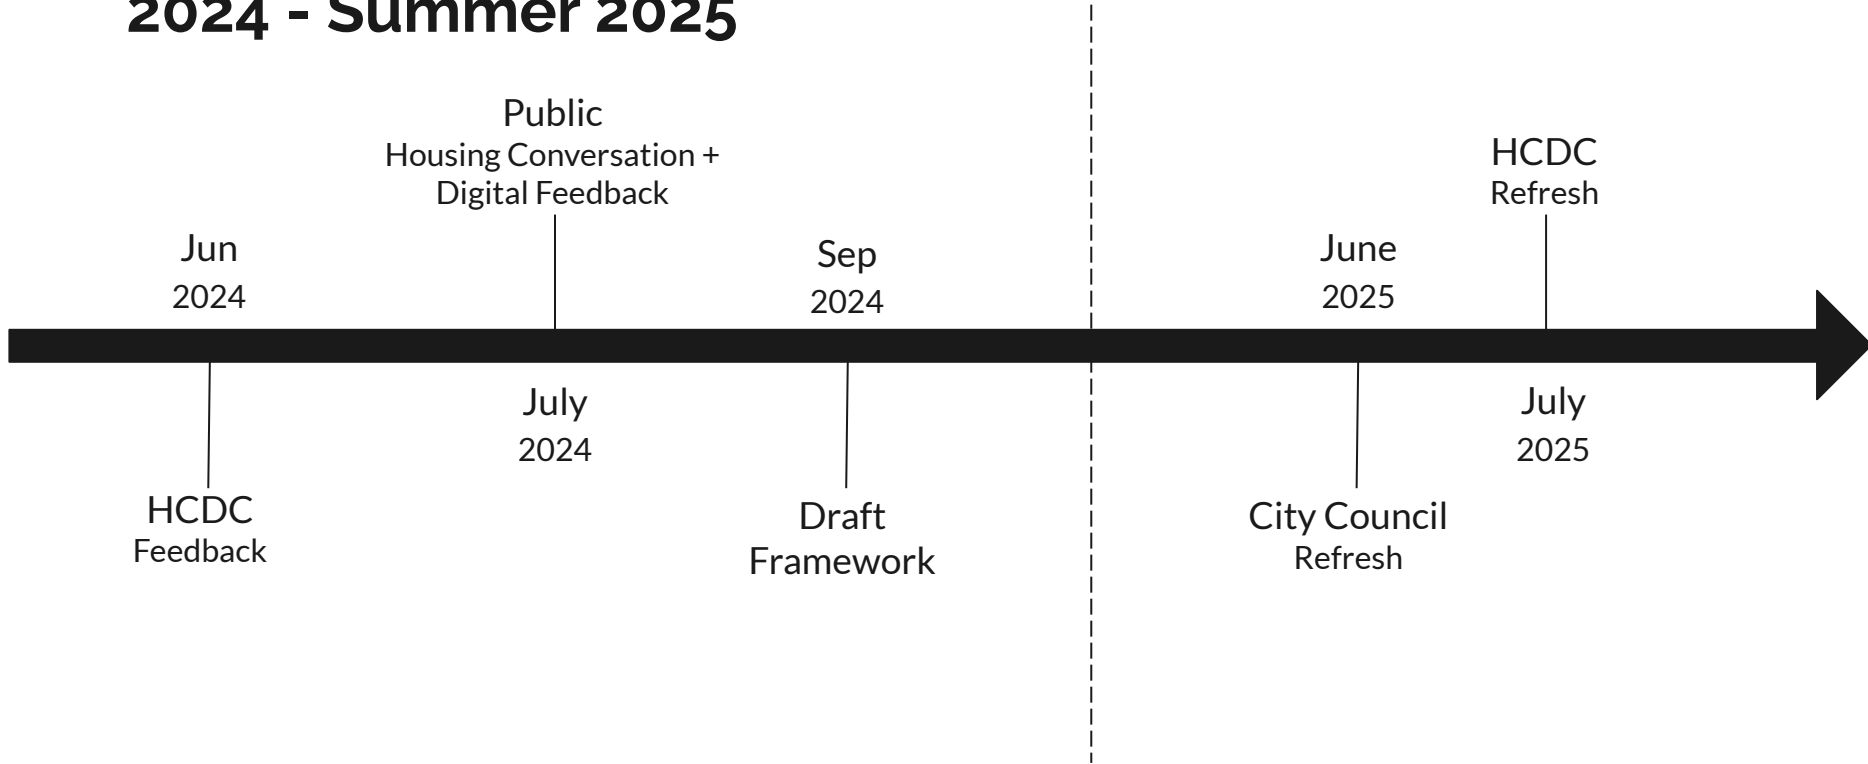 2024 - Summer 2025
Public
Housing Conversation +
Digital Feedback
HCDC
Refresh
Jun
2024
Sep
2024
June
2025
July
2024
July
2025
HCDC
Feedback
Draft
Framework
City Council
Refresh